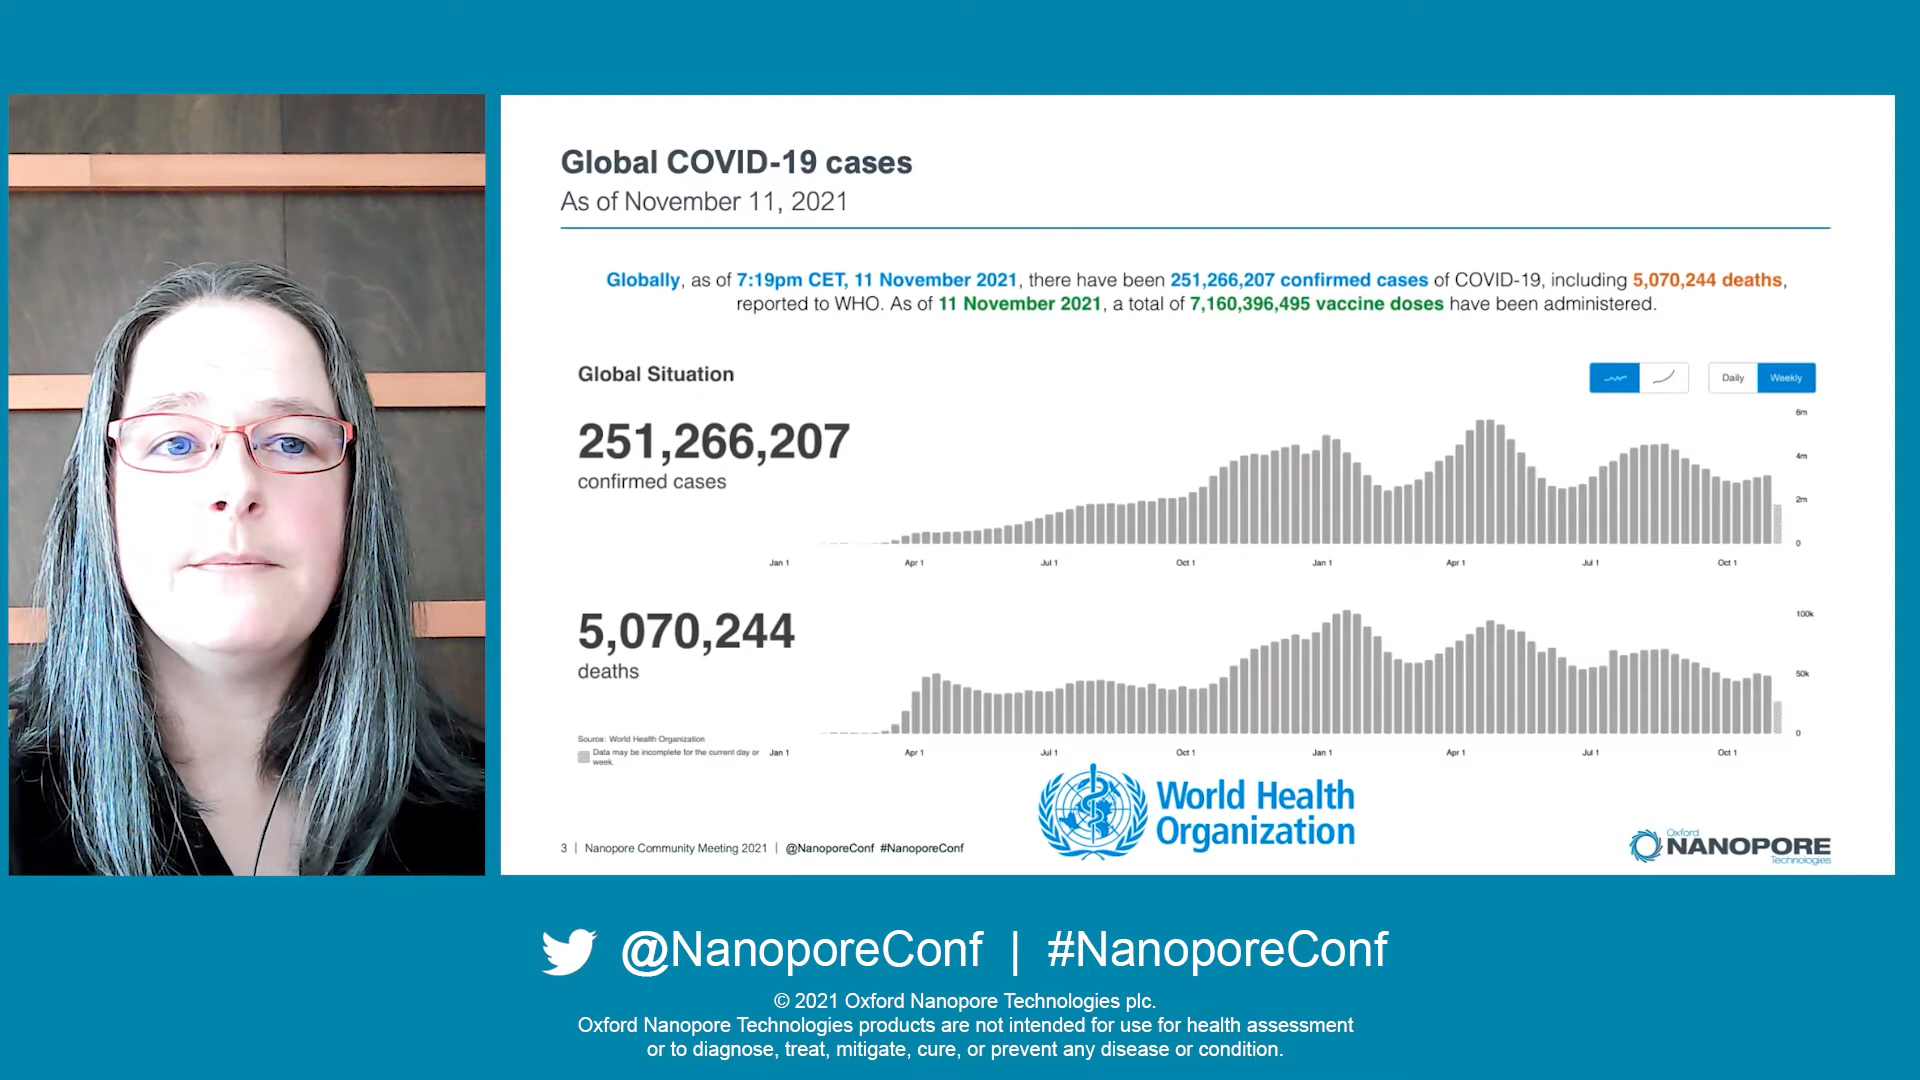 Global COVID-19 cases
As of November 11, 2021
Globally, as of 7:19pm CET, 11 November 2021, there have been 251,266,207 confirmed cases of COVID-19, including 5,070,244 deaths,
reported to WHO. As of 11 November 2021, a total of 7,160,396,495 vaccine doses have been administered.
Global Situation
Daily Weekly
251,266,207
confirmed cases
6m
4m
2m
0
Jan 1 Apr 1 Jul 1 Oct 1 Jan 1 Apr 1 Jul 1 Oct 1
5,070,244
deaths
100k
50k
0
Source: World Health Organization
Data may be incomplete for the current day or
week.
Jan 1 Apr 1 Jul 1 Oct 1 Jan 1 Apr 1 Jul 1 Oct 1
World Health
Organization
3 | Nanopore Community Meeting 2021 | @NanoporeConf #NanoporeConf
Oxford
NANOPORE
Technologies
@NanoporeConf | #NanoporeConf
© 2021 Oxford Nanopore Technologies plc.
Oxford Nanopore Technologies products are not intended for use for health assessment
or to diagnose, treat, mitigate, cure, or prevent any disease or condition.